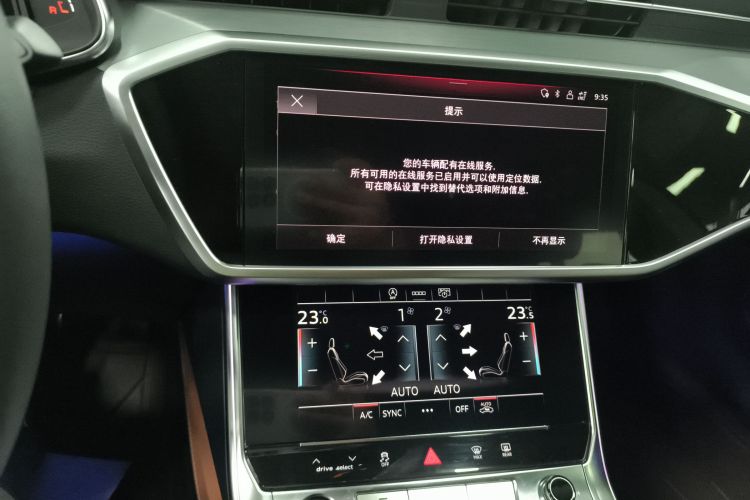 9:35
提示
您的车辆配有在线服务.
所有可用的在线服务已启用并可以使用定位数据.
可在隐私设置中找到替代选项和附加信息.
确定 打开隐私设置 不再显示
23.0 °C 1 2 23.5 °C
+ +
− −
AUTO AUTO
A/C SYNC ••• OFF AUTO
drive select OFF MAX REAR